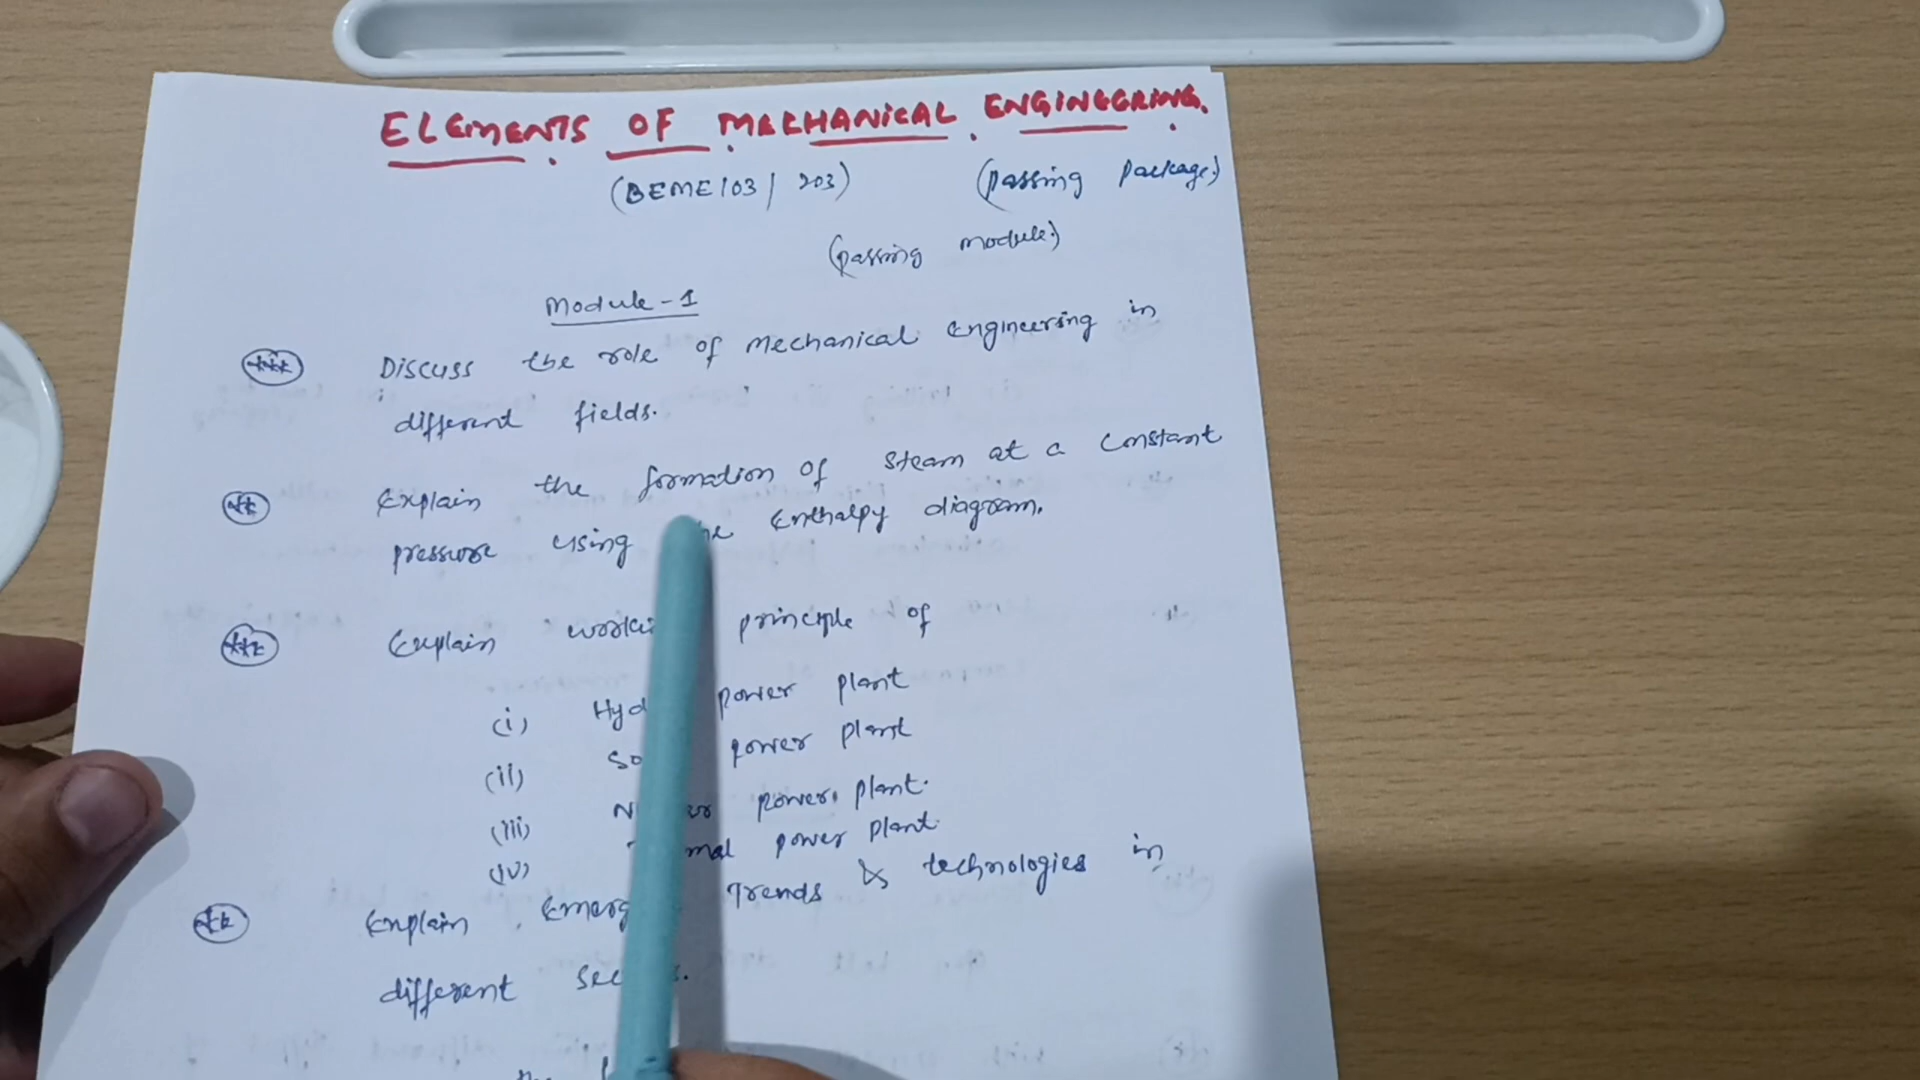 ELEMENTS OF MECHANICAL ENGINEERING.
(BEME103/203) (passing package)
(passing module)
Module-1
*** Discuss the role of Mechanical Engineering in
different fields.
** Explain the formation of steam at a constant
pressure using Enthalpy diagram.
*** Explain principle of
(i) power plant
(ii) power plant
(iii) power plant.
(iv) power plant
** Explain Trends & technologies in
different